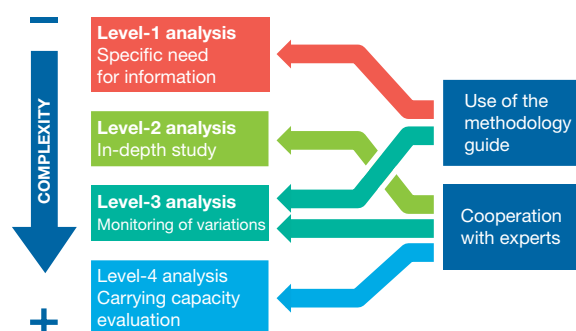 –
COMPLEXITY
+
Level-1 analysis
Specific need
for information
Level-2 analysis
In-depth study
Level-3 analysis
Monitoring of variations
Level-4 analysis
Carrying capacity
evaluation
Use of the
methodology
guide
Cooperation
with experts